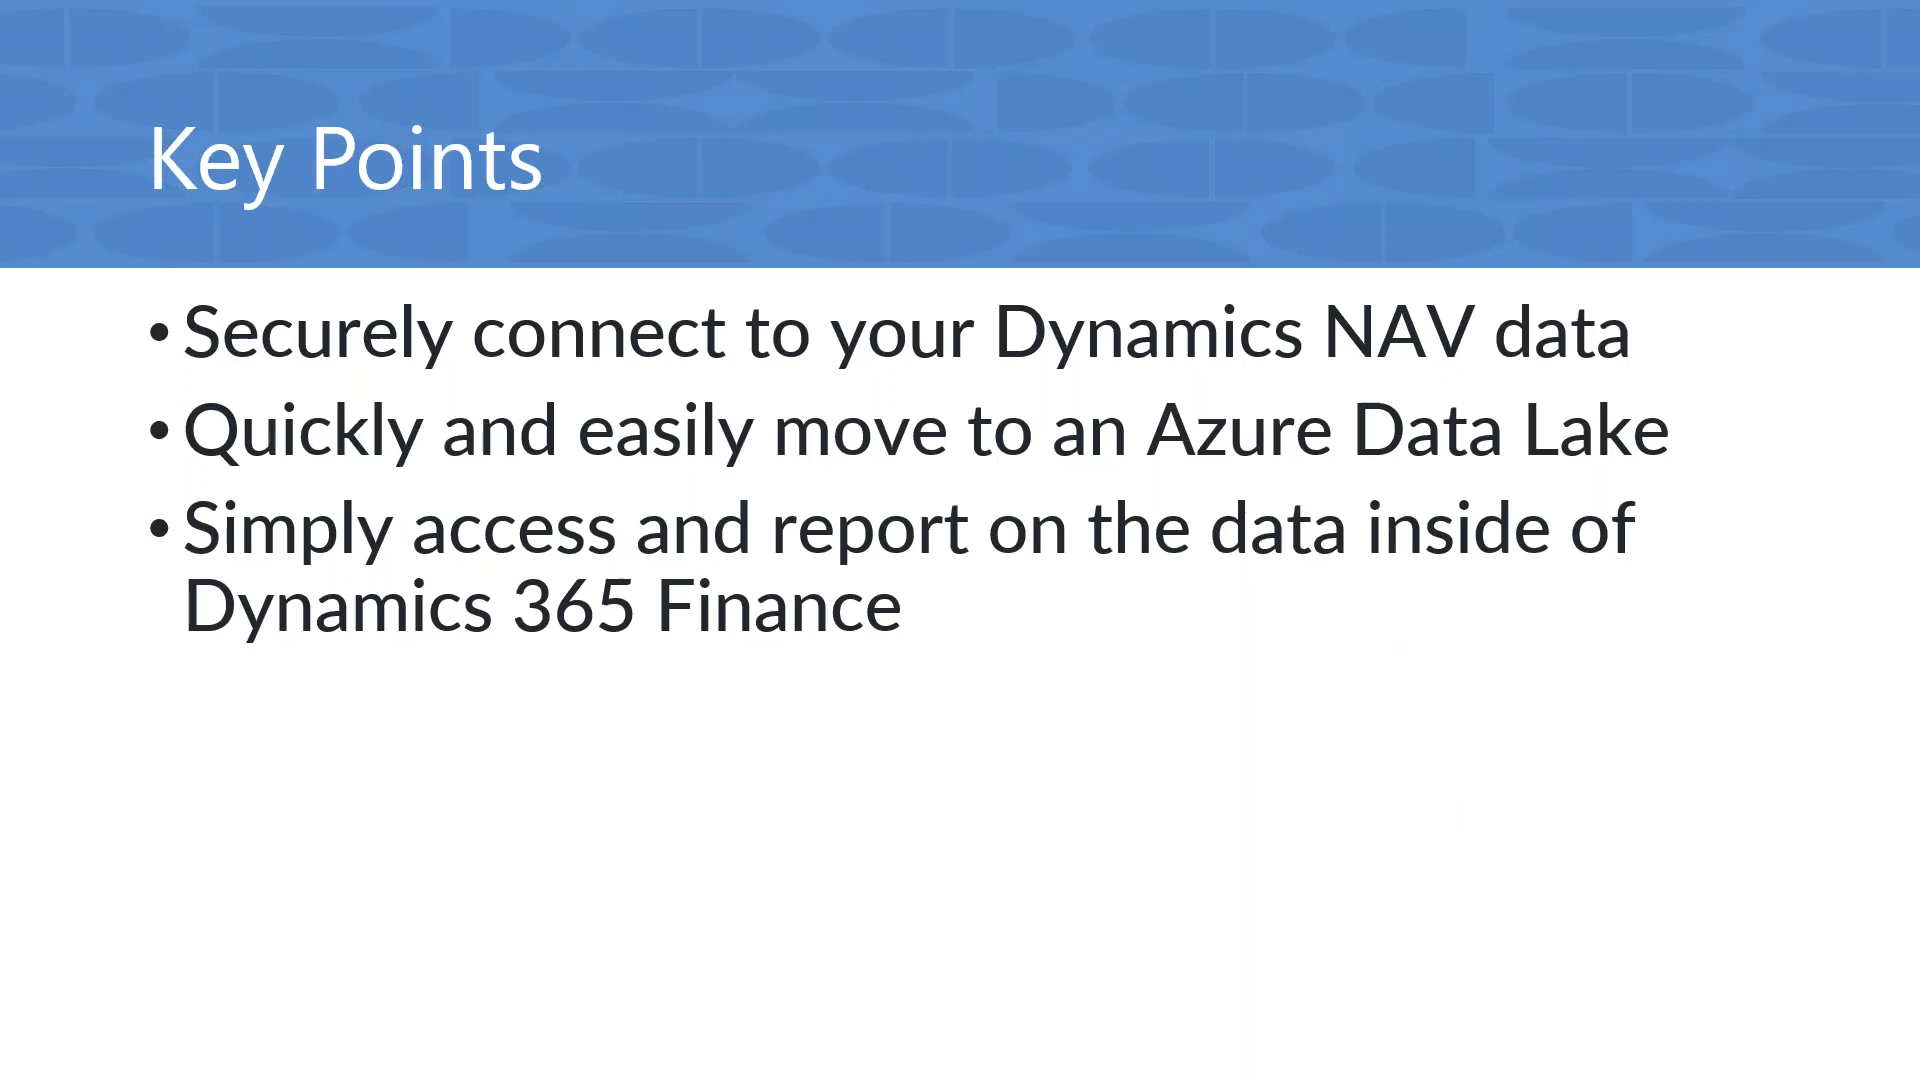 Key Points
• Securely connect to your Dynamics NAV data
• Quickly and easily move to an Azure Data Lake
• Simply access and report on the data inside of
Dynamics 365 Finance